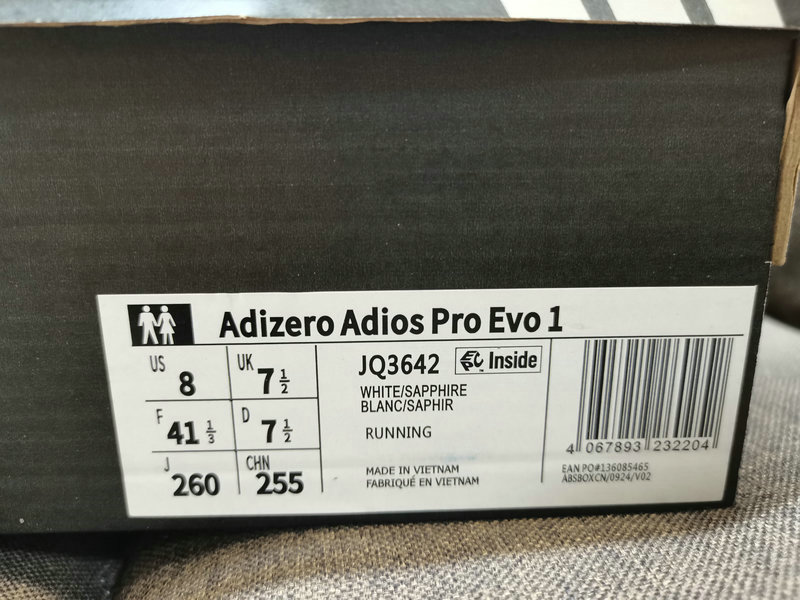 Adizero Adios Pro Evo 1
US 8 UK 7 1/2
F 41 1/3 D 7 1/2
J 260 CHN 255
JQ3642 Inside
WHITE/SAPPHIRE
BLANC/SAPHIR
RUNNING
MADE IN VIETNAM
FABRIQUÉ EN VIETNAM
4 067893 232204
EAN PO#136085465
ABSBOXCN/0924/V02